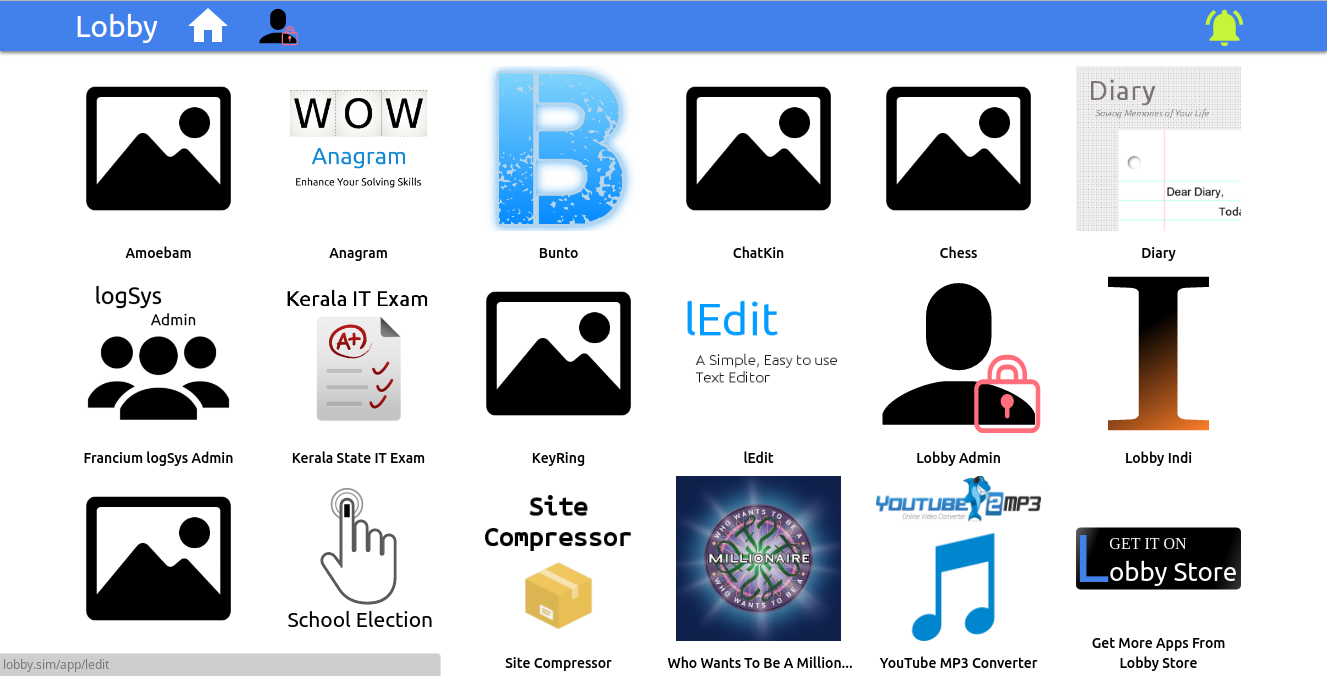 Lobby
WOW
Anagram
Enhance Your Solving Skills
B
Diary
Saving Memories of Your Life
Dear Diary,
Toda
Amoebam
Anagram
Bunto
ChatKin
Chess
Diary
logSys
Admin
Kerala IT Exam
A+
lEdit
A Simple, Easy to use
Text Editor
I
Francium logSys Admin
Kerala State IT Exam
KeyRing
lEdit
Lobby Admin
Lobby Indi
School Election
Site
Compressor
WHO WANTS TO BE A
MILLIONAIRE
WHO WANTS TO BE A
YOUTUBE 2 MP3
Online Video Converter
GET IT ON
Lobby Store
Site Compressor
Who Wants To Be A Million...
YouTube MP3 Converter
Get More Apps From
Lobby Store
lobby.sim/app/ledit